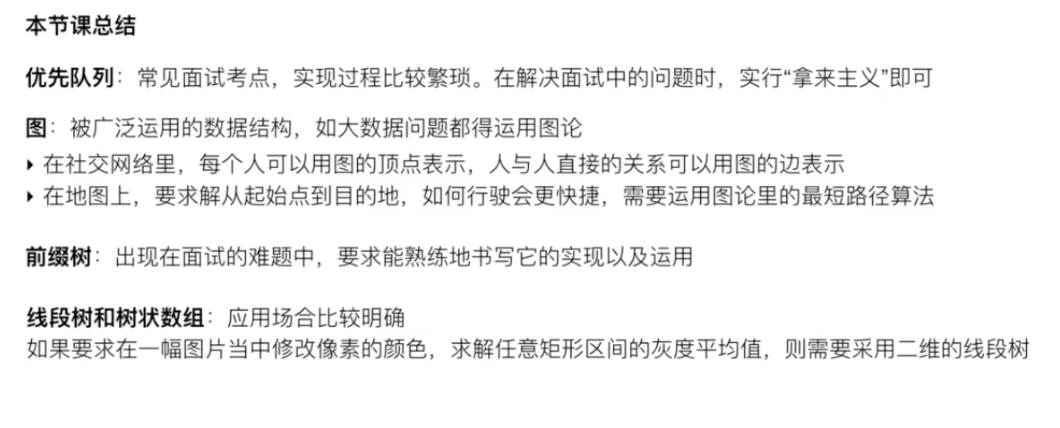 本节课总结
优先队列：常见面试考点，实现过程比较繁琐。在解决面试中的问题时，实行“拿来主义”即可
图：被广泛运用的数据结构，如大数据问题都得运用图论
▸ 在社交网络里，每个人可以用图的顶点表示，人与人直接的关系可以用图的边表示
▸ 在地图上，要求解从起始点到目的地，如何行驶会更快捷，需要运用图论里的最短路径算法
前缀树：出现在面试的难题中，要求能熟练地书写它的实现以及运用
线段树和树状数组：应用场合比较明确
如果要求在一幅图片当中修改像素的颜色，求解任意矩形区间的灰度平均值，则需要采用二维的线段树